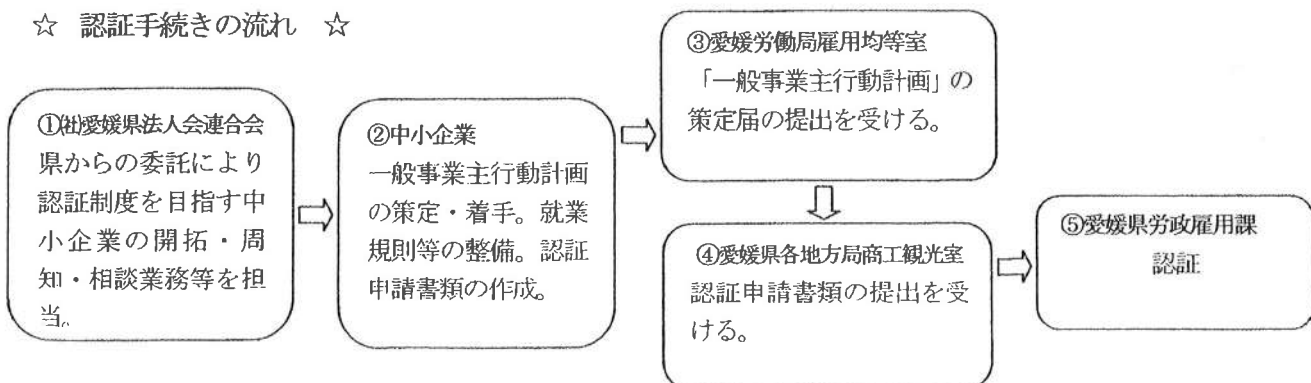 ☆ 認証手続きの流れ ☆
①㈳愛媛県法人会連合会
県からの委託により
認証制度を目指す中
小企業の開拓・周
知・相談業務等を担
当。
②中小企業
一般事業主行動計画
の策定・着手。就業
規則等の整備。認証
申請書類の作成。
③愛媛労働局雇用均等室
「一般事業主行動計画」の
策定届の提出を受ける。
④愛媛県各地方局商工観光室
認証申請書類の提出を受
ける。
⑤愛媛県労政雇用課
認証